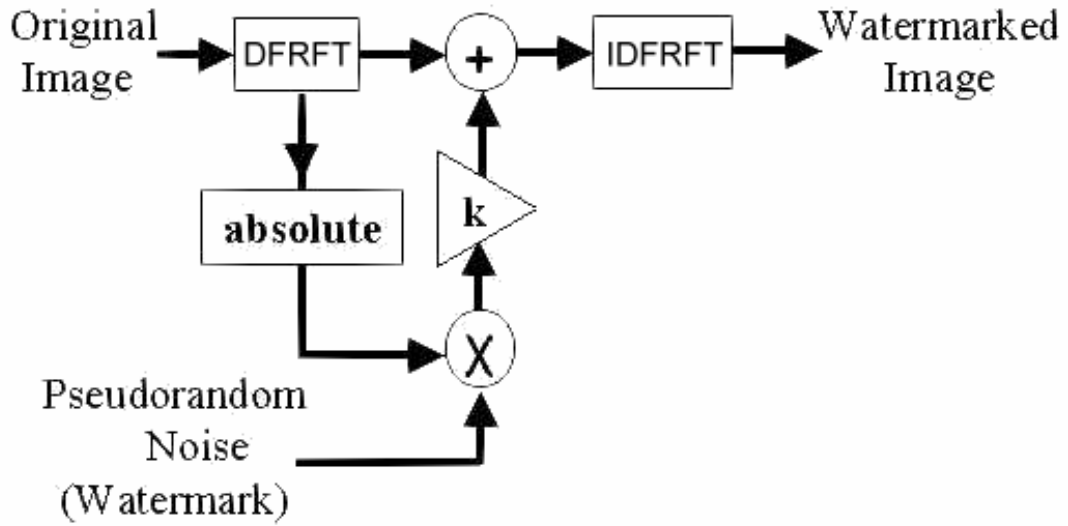 Original
Image
DFRFT
+
IDFRFT
Watermarked
Image
absolute
k
X
Pseudorandom
Noise
(Watermark)